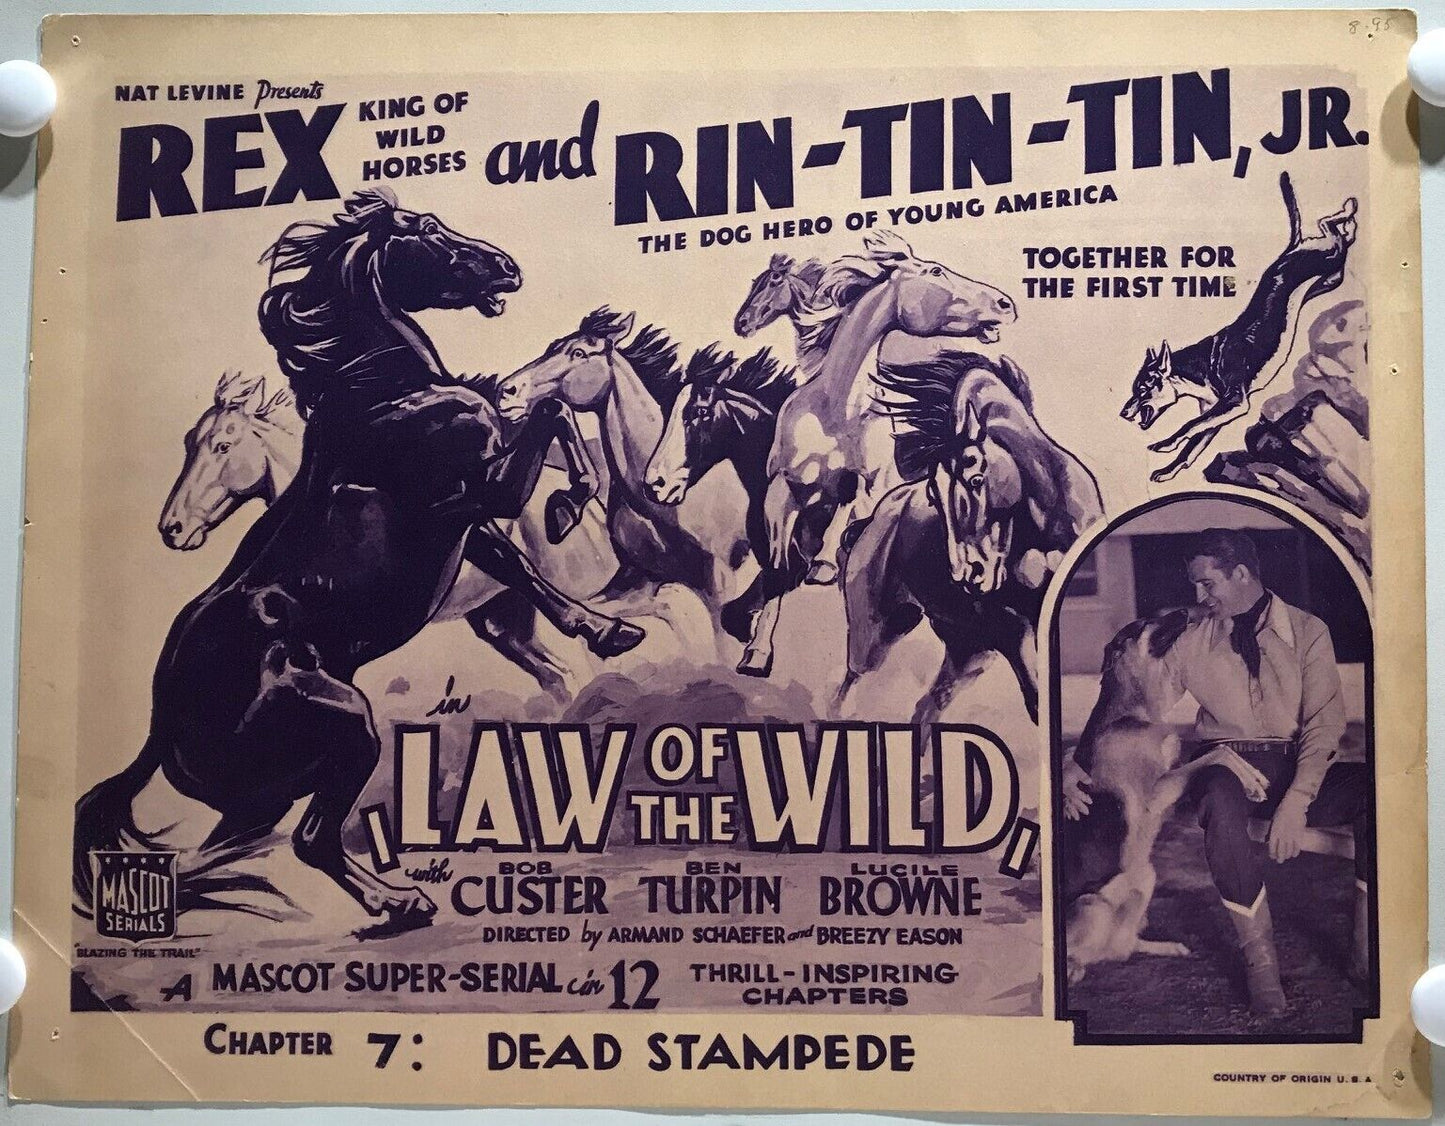 8-95
NAT LEVINE Presents
REX KING OF WILD HORSES and RIN-TIN-TIN, JR.
THE DOG HERO OF YOUNG AMERICA
TOGETHER FOR
THE FIRST TIME
in
"LAW OF THE WILD"
with BOB CUSTER BEN TURPIN LUCILE BROWNE
DIRECTED by ARMAND SCHAEFER and BREEZY EASON
MASCOT
SERIALS
"BLAZING THE TRAIL"
A MASCOT SUPER-SERIAL in 12 THRILL-INSPIRING CHAPTERS
CHAPTER 7: DEAD STAMPEDE
COUNTRY OF ORIGIN U. S. A